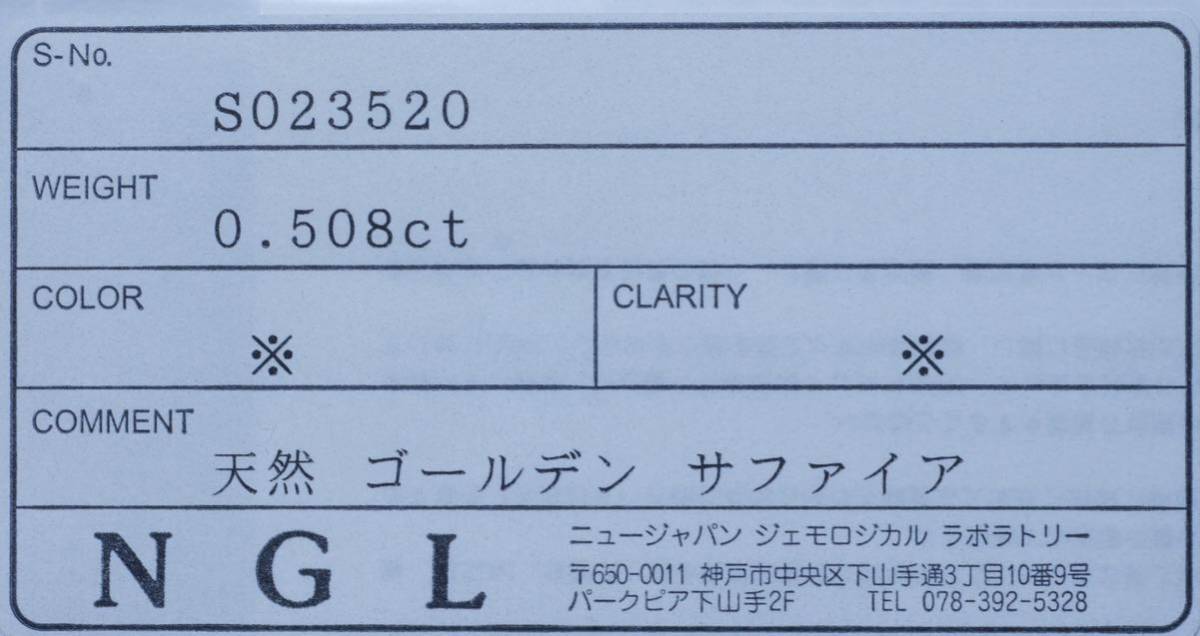 S-No.
S023520
WEIGHT
0.508ct
COLOR
※
CLARITY
※
COMMENT
天然 ゴールデン サファイア
N G L
ニュージャパン ジェモロジカル ラボラトリー
〒650-0011 神戸市中央区下山手通3丁目10番9号
パークピア下山手2F TEL 078-392-5328